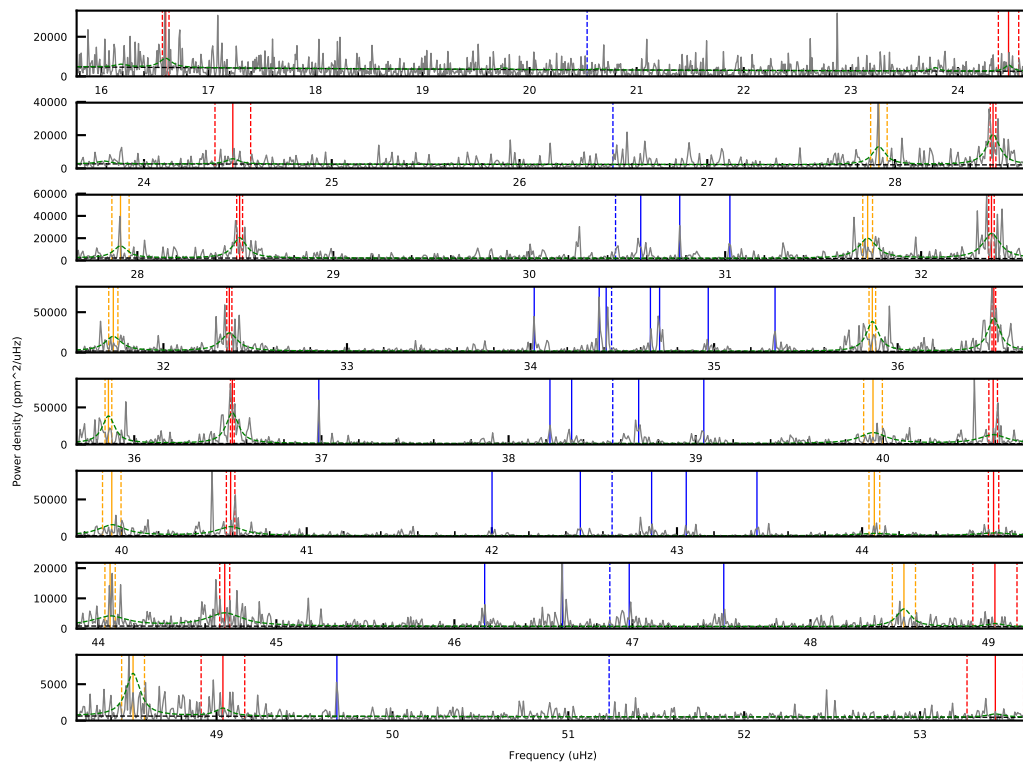 20000
0
16 17 18 19 20 21 22 23 24
40000
20000
0
24 25 26 27 28
60000
40000
20000
0
28 29 30 31 32
50000
0
32 33 34 35 36
Power density (ppm^2/uHz)
50000
0
36 37 38 39 40
50000
0
40 41 42 43 44
20000
10000
0
44 45 46 47 48 49
5000
0
49 50 51 52 53
Frequency (uHz)